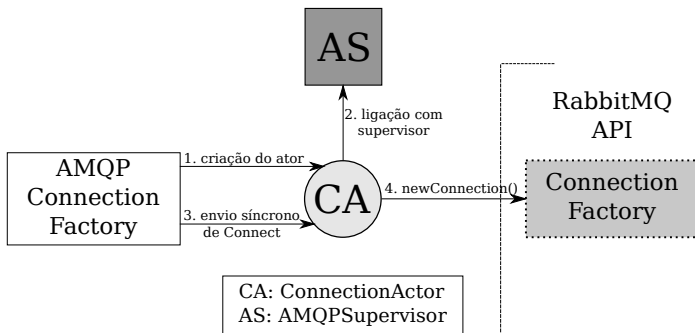 AS
2. ligação com
supervisor
RabbitMQ
API
AMQP
Connection
Factory
1. criação do ator
3. envio síncrono
de Connect
CA
4. newConnection()
Connection
Factory
CA: ConnectionActor
AS: AMQPSupervisor